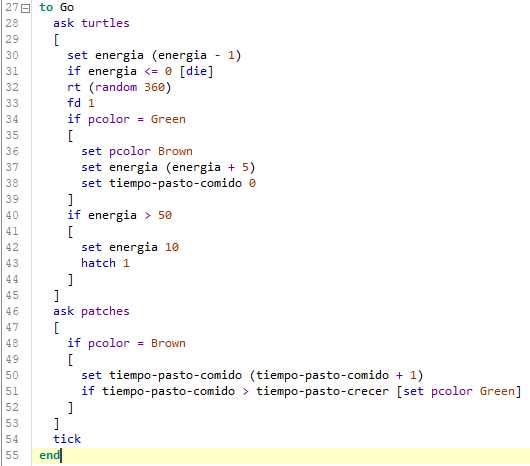 27 to Go
28 ask turtles
29 [
30 set energia (energia - 1)
31 if energia <= 0 [die]
32 rt (random 360)
33 fd 1
34 if pcolor = Green
35 [
36 set pcolor Brown
37 set energia (energia + 5)
38 set tiempo-pasto-comido 0
39 ]
40 if energia > 50
41 [
42 set energia 10
43 hatch 1
44 ]
45 ]
46 ask patches
47 [
48 if pcolor = Brown
49 [
50 set tiempo-pasto-comido (tiempo-pasto-comido + 1)
51 if tiempo-pasto-comido > tiempo-pasto-crecer [set pcolor Green]
52 ]
53 ]
54 tick
55 end